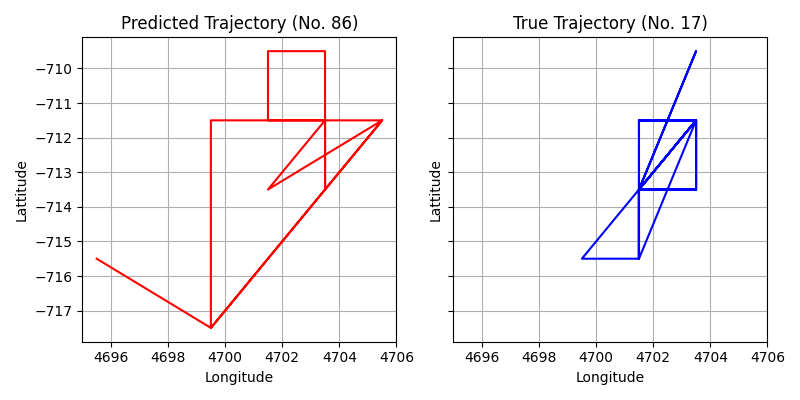 Predicted Trajectory (No. 86)
True Trajectory (No. 17)
−710
−711
−712
−713
−714
−715
−716
−717
Lattitude
Lattitude
4696 4698 4700 4702 4704 4706
4696 4698 4700 4702 4704 4706
Longitude
Longitude